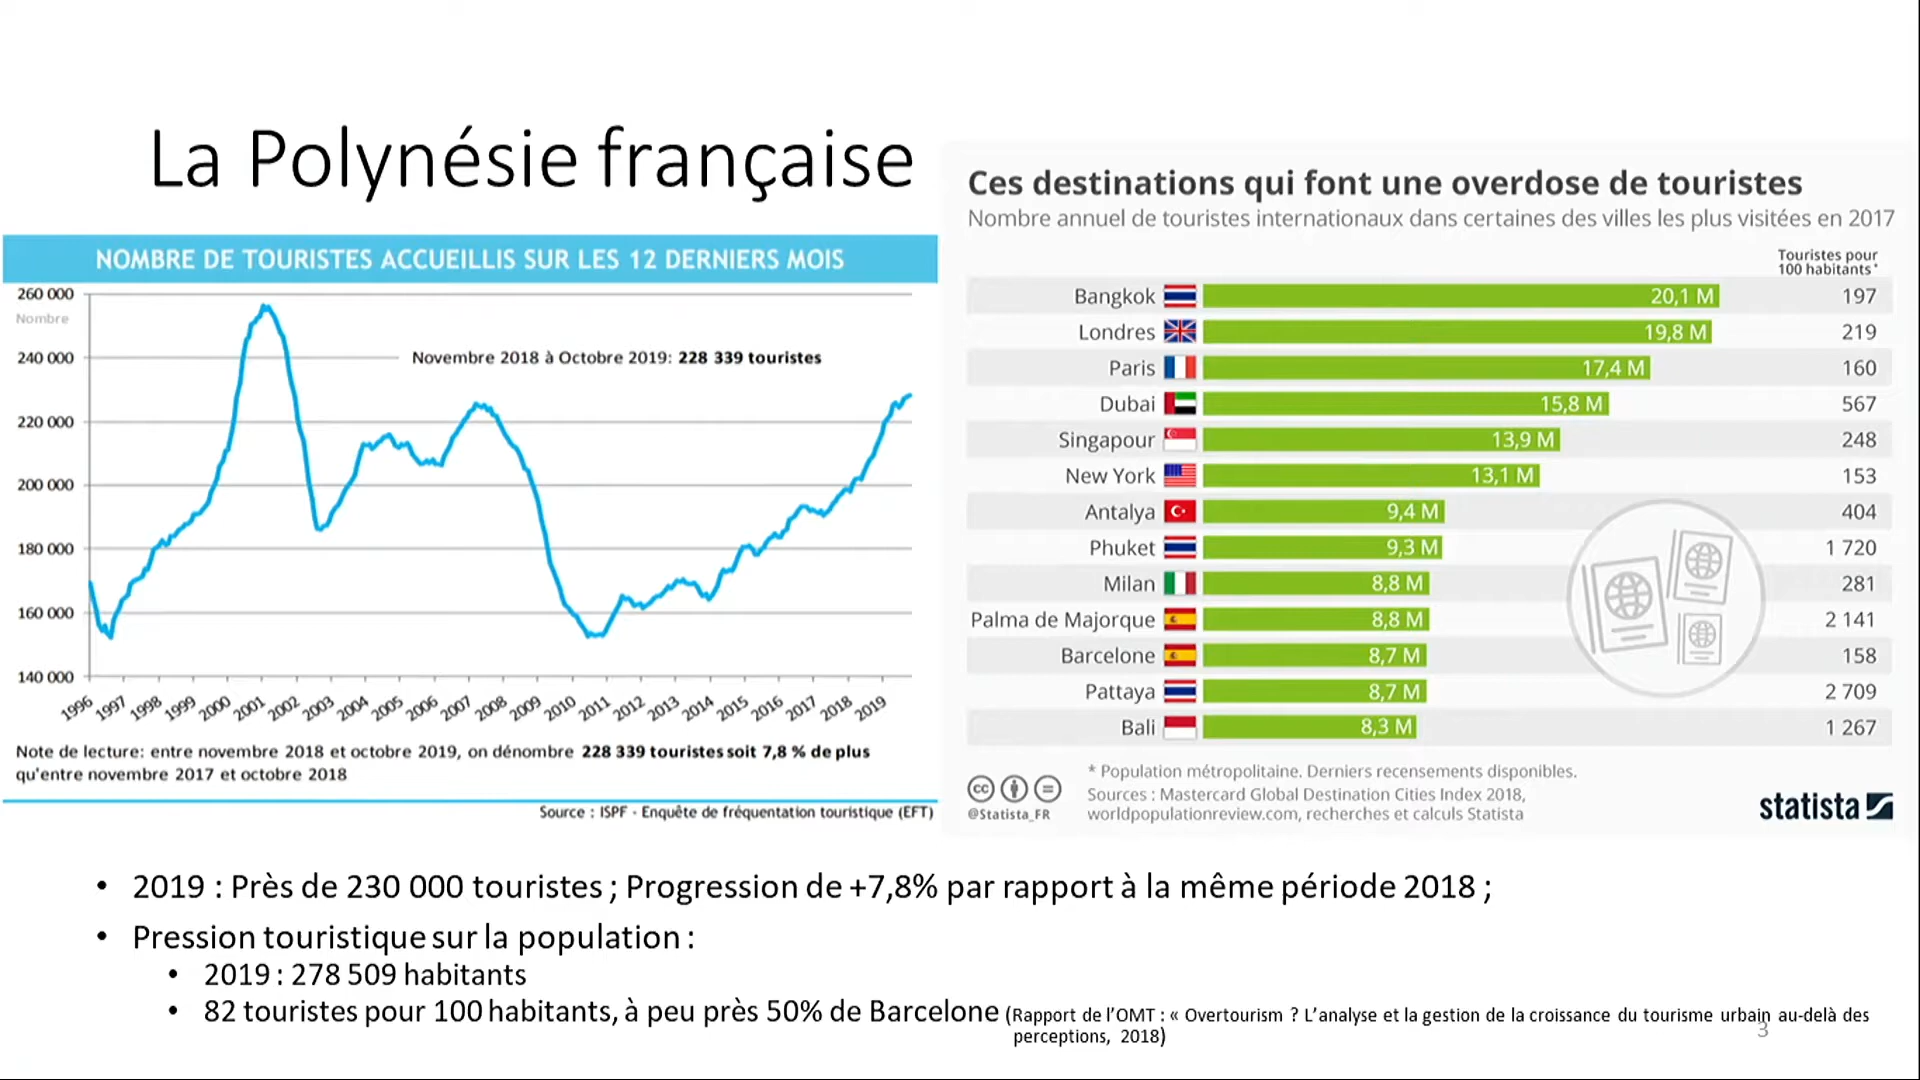 La Polynésie française
NOMBRE DE TOURISTES ACCUEILLIS SUR LES 12 DERNIERS MOIS
260 000
Nombre
240 000
220 000
200 000
180 000
160 000
140 000
Novembre 2018 à Octobre 2019: 228 339 touristes
1996 1997 1998 1999 2000 2001 2002 2003 2004 2005 2006 2007 2008 2009 2010 2011 2012 2013 2014 2015 2016 2017 2018 2019
Note de lecture: entre novembre 2018 et octobre 2019, on dénombre 228 339 touristes soit 7,8 % de plus
qu'entre novembre 2017 et octobre 2018
Source : ISPF - Enquête de fréquentation touristique (EFT)
Ces destinations qui font une overdose de touristes
Nombre annuel de touristes internationaux dans certaines des villes les plus visitées en 2017
Touristes pour
100 habitants*
Bangkok 20,1 M 197
Londres 19,8 M 219
Paris 17,4 M 160
Dubai 15,8 M 567
Singapour 13,9 M 248
New York 13,1 M 153
Antalya 9,4 M 404
Phuket 9,3 M 1 720
Milan 8,8 M 281
Palma de Majorque 8,8 M 2 141
Barcelone 8,7 M 158
Pattaya 8,7 M 2 709
Bali 8,3 M 1 267
* Population métropolitaine. Derniers recensements disponibles.
Sources : Mastercard Global Destination Cities Index 2018,
worldpopulationreview.com, recherches et calculs Statista
cc
@Statista_FR
statista
• 2019 : Près de 230 000 touristes ; Progression de +7,8% par rapport à la même période 2018 ;
• Pression touristique sur la population :
• 2019 : 278 509 habitants
• 82 touristes pour 100 habitants, à peu près 50% de Barcelone (Rapport de l'OMT : « Overtourism ? L'analyse et la gestion de la croissance du tourisme urbain au-delà des
perceptions, 2018)
3